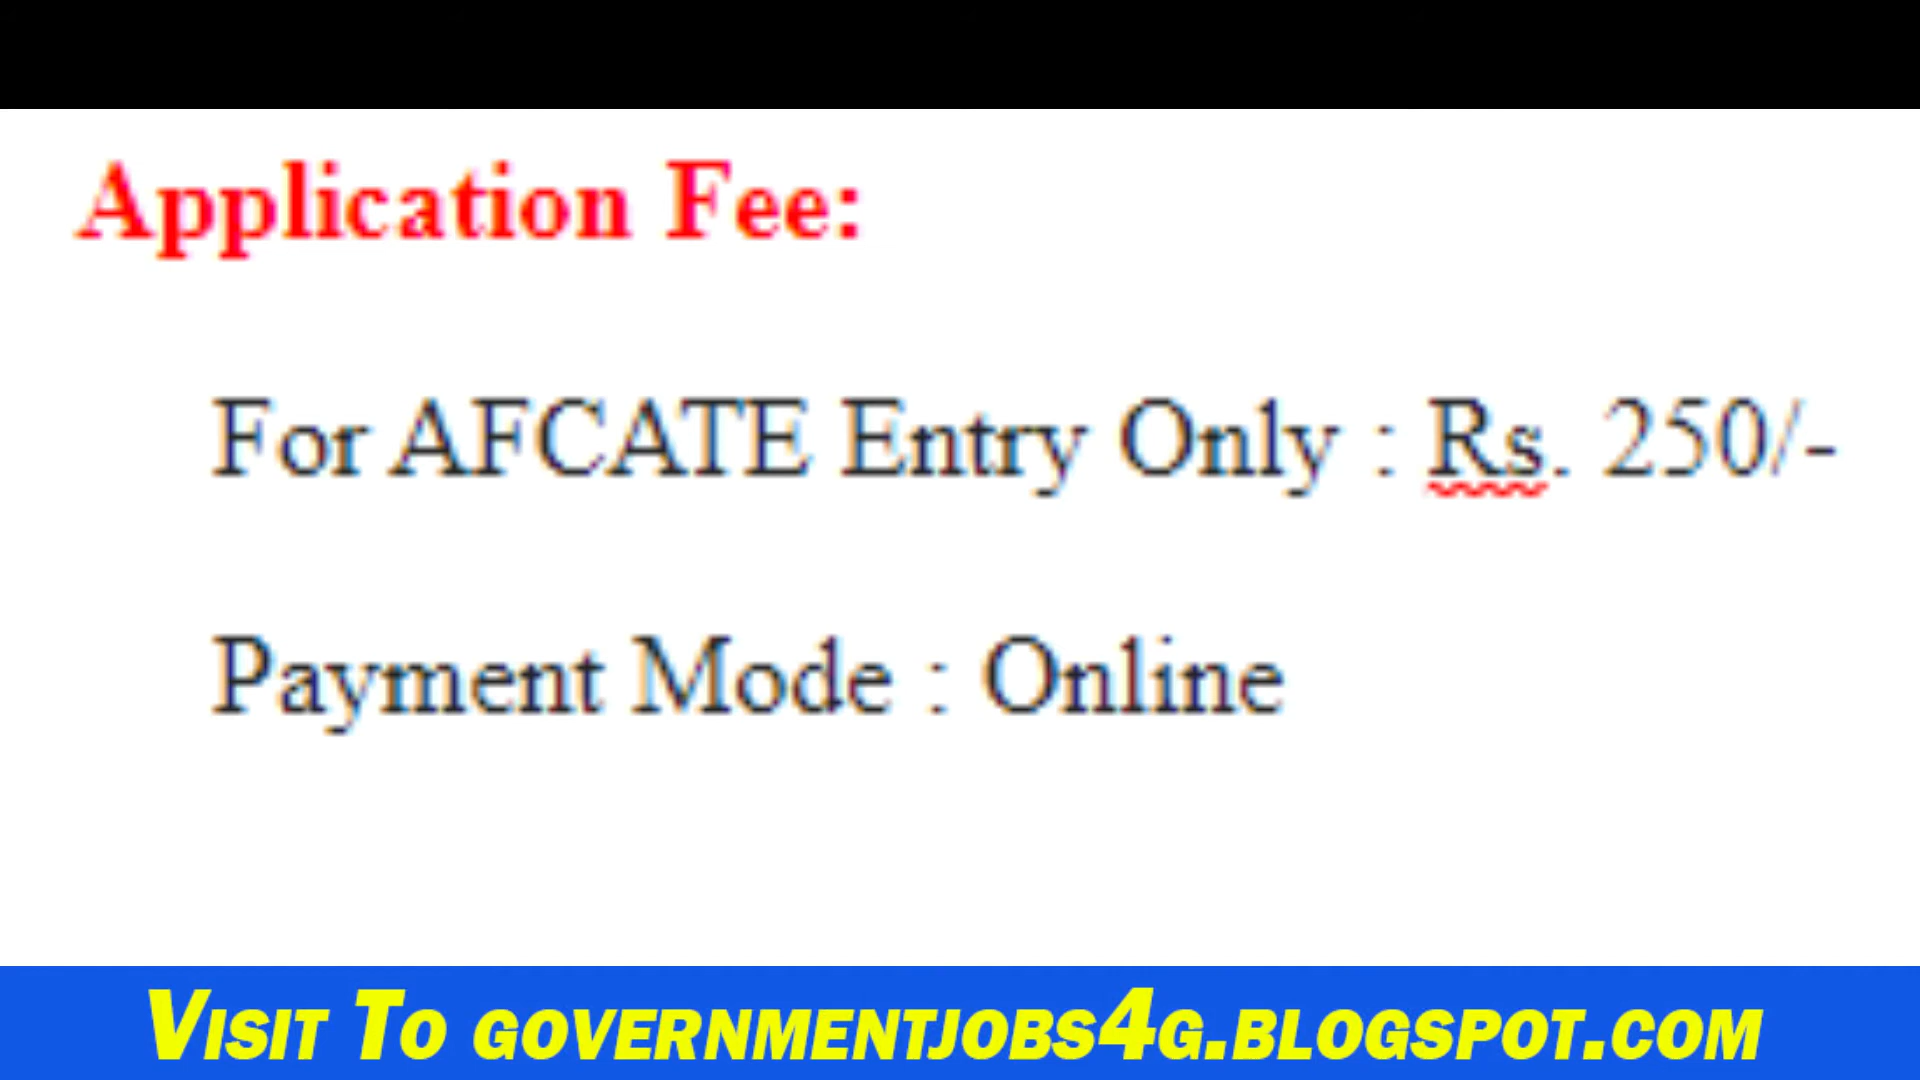 Application Fee:
For AFCATE Entry Only : Rs. 250/-
Payment Mode : Online
VISIT TO GOVERNMENTJOBS4G.BLOGSPOT.COM